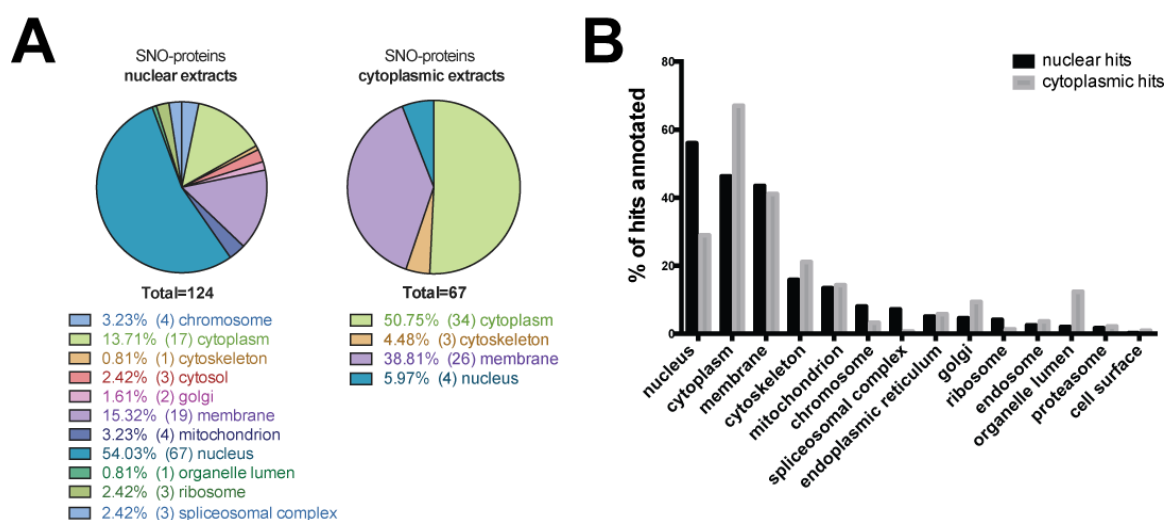 A
SNO-proteins
nuclear extracts
Total=124
3.23% (4) chromosome
13.71% (17) cytoplasm
0.81% (1) cytoskeleton
2.42% (3) cytosol
1.61% (2) golgi
15.32% (19) membrane
3.23% (4) mitochondrion
54.03% (67) nucleus
0.81% (1) organelle lumen
2.42% (3) ribosome
2.42% (3) spliceosomal complex
SNO-proteins
cytoplasmic extracts
Total=67
50.75% (34) cytoplasm
4.48% (3) cytoskeleton
38.81% (26) membrane
5.97% (4) nucleus
B
nuclear hits
cytoplasmic hits
% of hits annotated
80
60
40
20
0
nucleus
cytoplasm
membrane
cytoskeleton
mitochondrion
chromosome
spliceosomal complex
endoplasmic reticulum
golgi
ribosome
endosome
organelle lumen
proteasome
cell surface